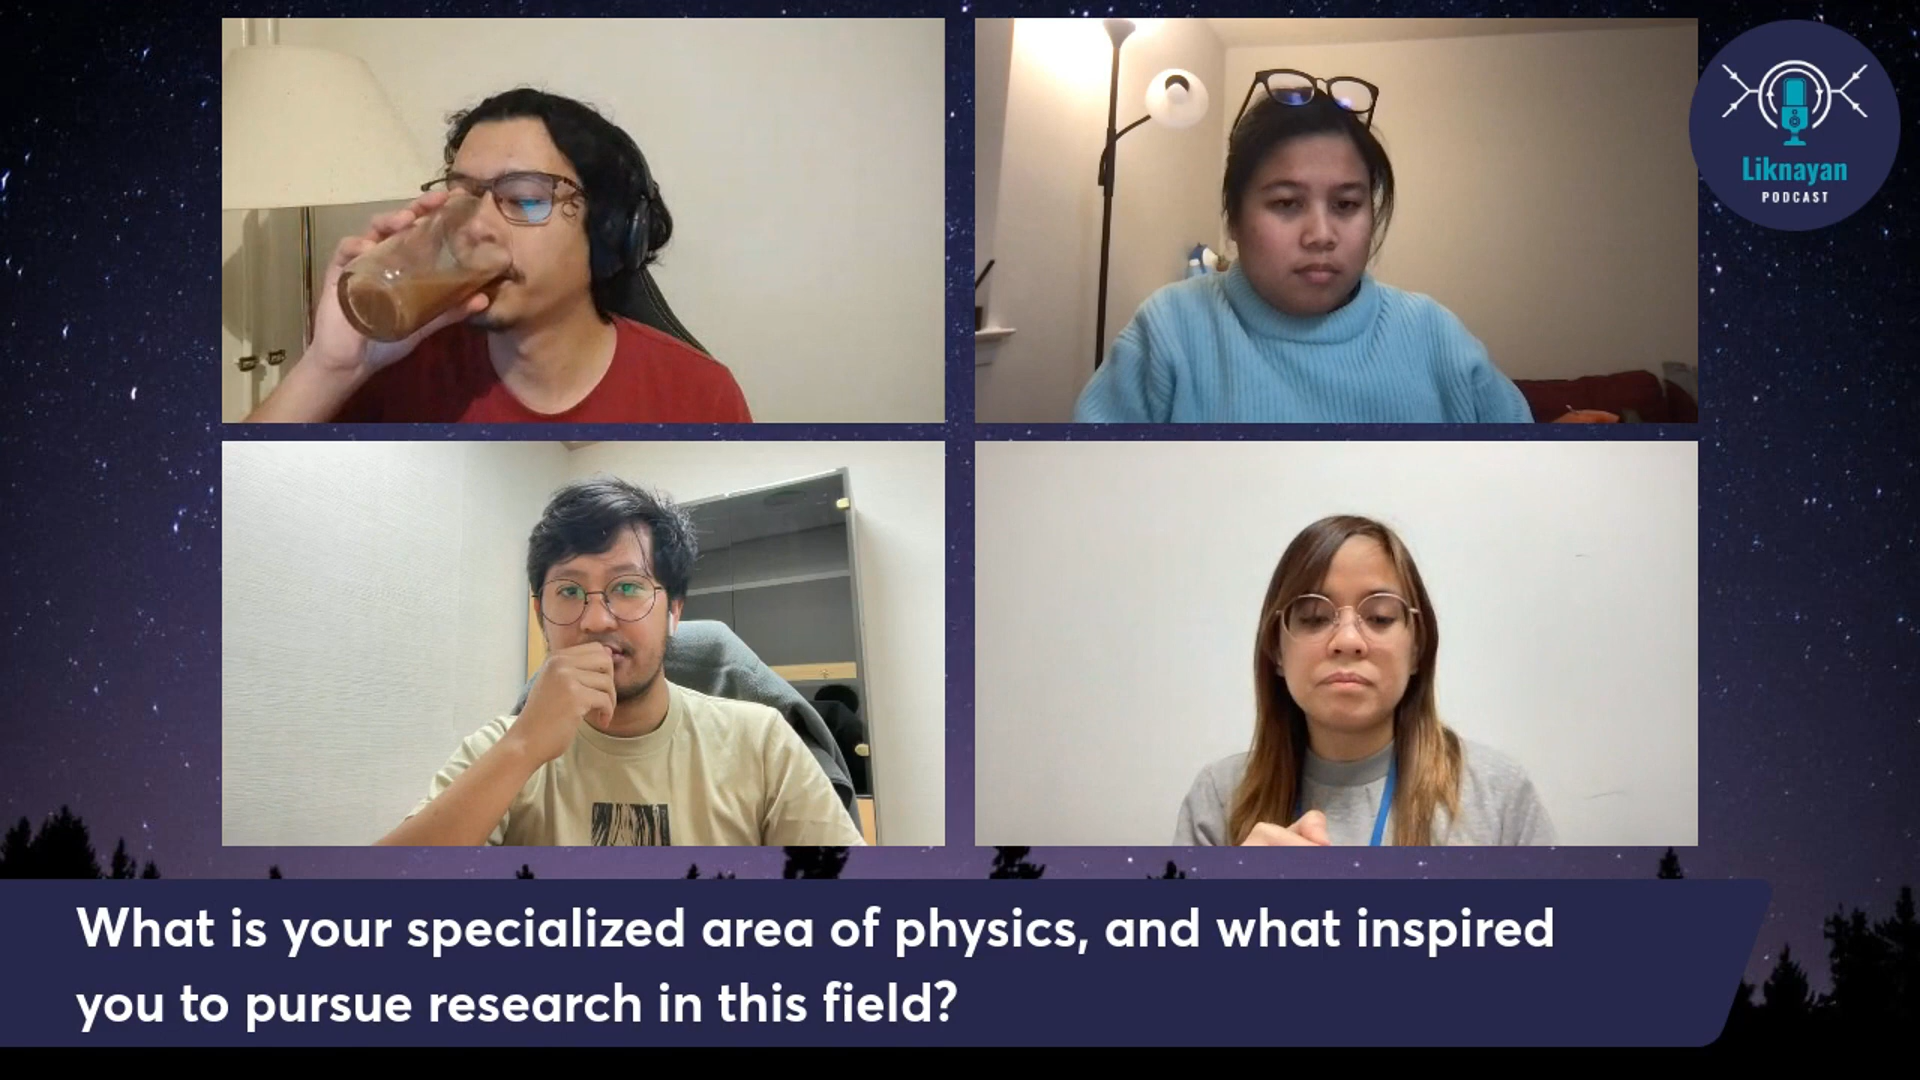 Liknayan
PODCAST
What is your specialized area of physics, and what inspired
you to pursue research in this field?